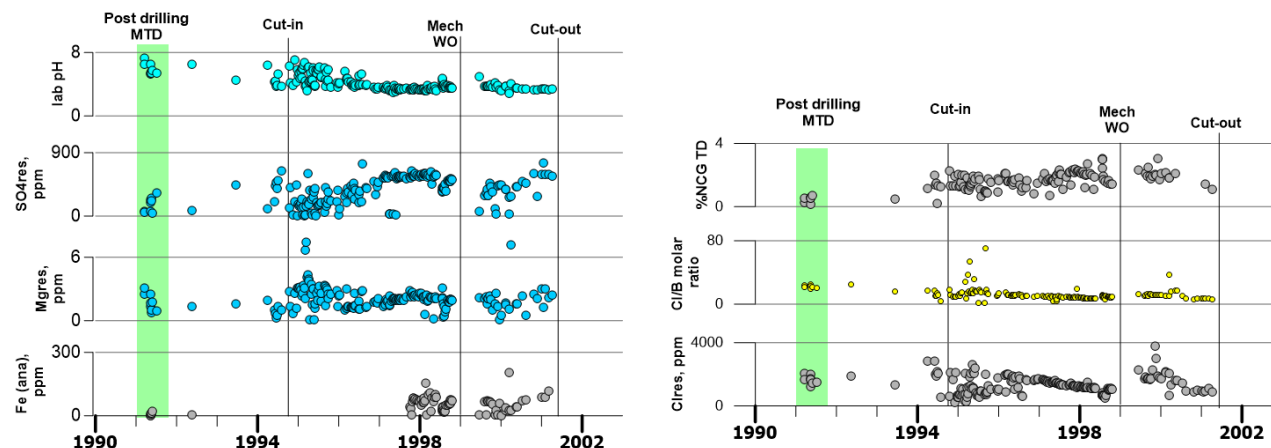 Post drilling
MTD
Cut-in
Mech
WO
Cut-out
lab pH
8
0
SO4res,
ppm
900
0
Mgres,
ppm
6
0
Fe (ana),
ppm
300
0
1990
1994
1998
2002
Post drilling
MTD
Cut-in
Mech
WO
Cut-out
%NCG TD
4
0
Cl/B molar
ratio
80
0
Clres, ppm
4000
0
1990
1994
1998
2002